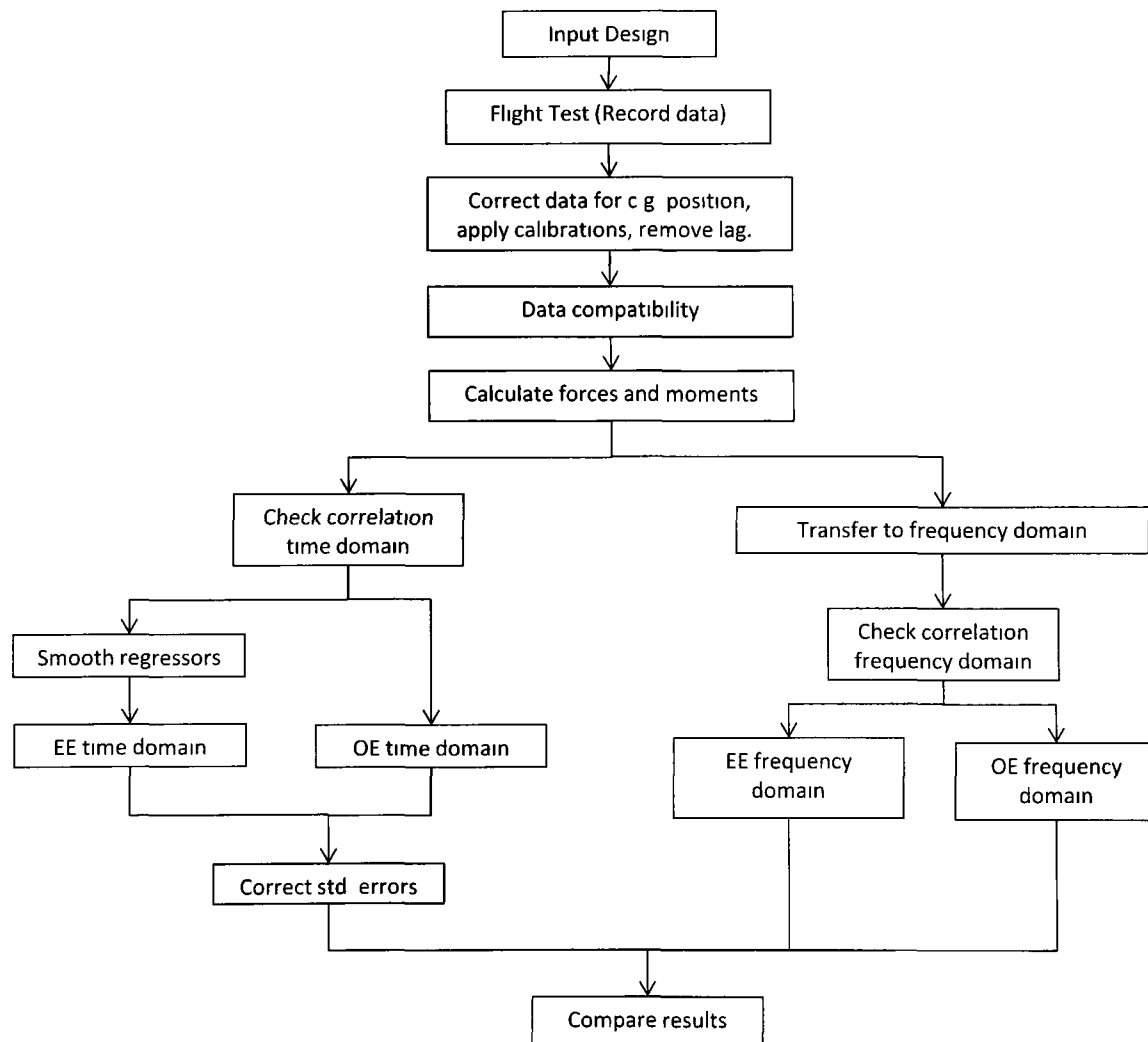 Input Design
Flight Test (Record data)
Correct data for c g position,
apply calibrations, remove lag.
Data compatibility
Calculate forces and moments
Check correlation
time domain
Transfer to frequency domain
Smooth regressors
Check correlation
frequency domain
EE time domain
OE time domain
EE frequency
domain
OE frequency
domain
Correct std errors
Compare results